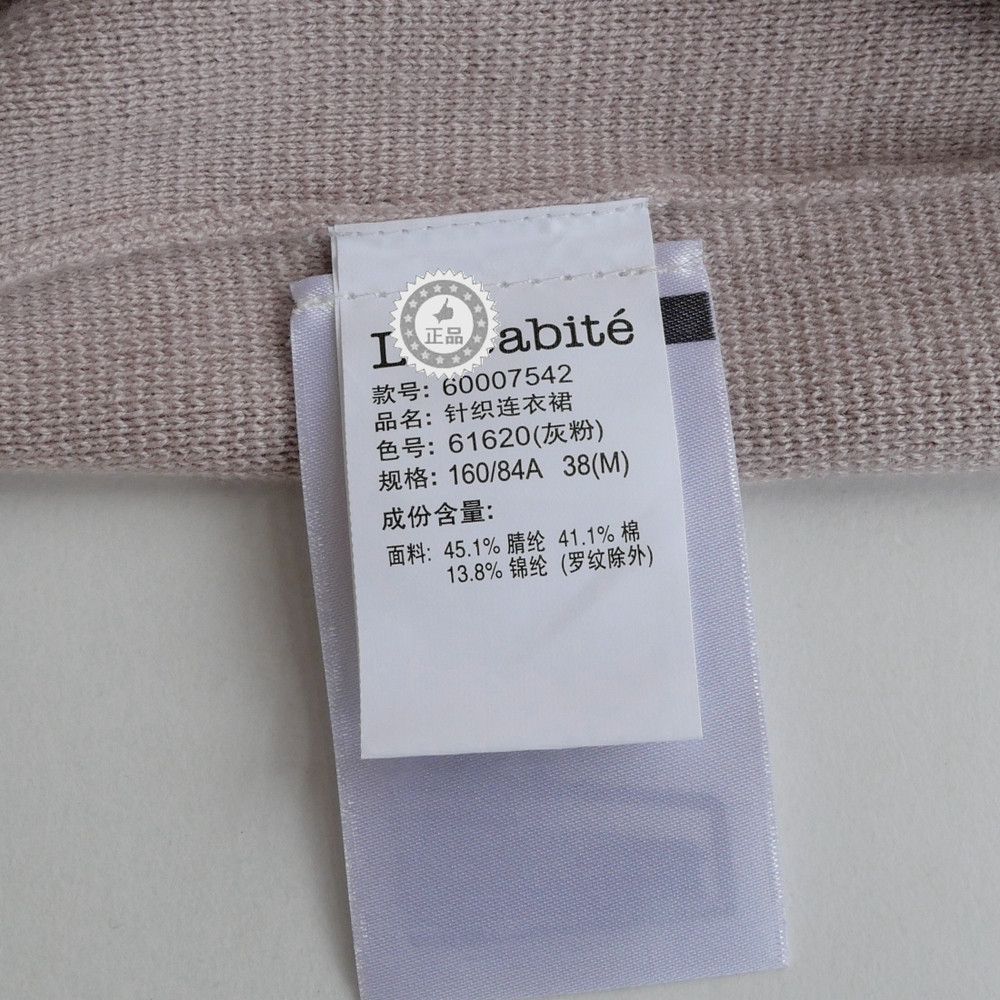 正品
abité
款号: 60007542
品名: 针织连衣裙
色号: 61620(灰粉)
规格: 160/84A 38(M)
成份含量:
面料: 45.1% 腈纶 41.1% 棉
13.8% 锦纶 (罗纹除外)